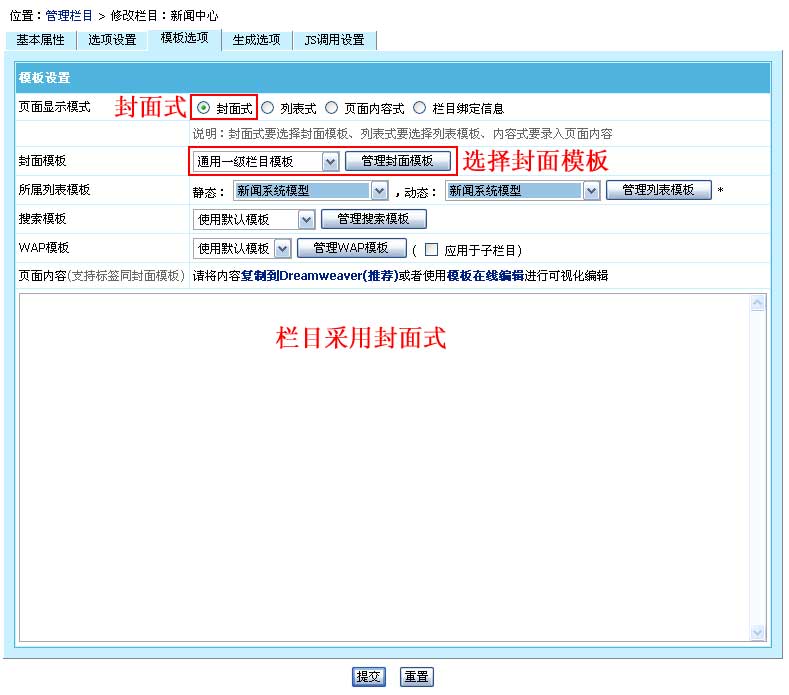 位置：管理栏目 > 修改栏目：新闻中心
基本属性 选项设置 模板选项 生成选项 JS调用设置
模板设置
页面显示模式 封面式 封面式 列表式 页面内容式 栏目绑定信息
说明：封面式要选择封面模板、列表式要选择列表模板、内容式要录入页面内容
封面模板 通用一级栏目模板 管理封面模板 选择封面模板
所属列表模板 静态： 新闻系统模型 ，动态： 新闻系统模型 管理列表模板 *
搜索模板 使用默认模板 管理搜索模板
WAP模板 使用默认模板 管理WAP模板 ( 应用于子栏目)
页面内容(支持标签同封面模板) 请将内容复制到Dreamweaver(推荐)或者使用模板在线编辑进行可视化编辑
栏目采用封面式
提交 重置